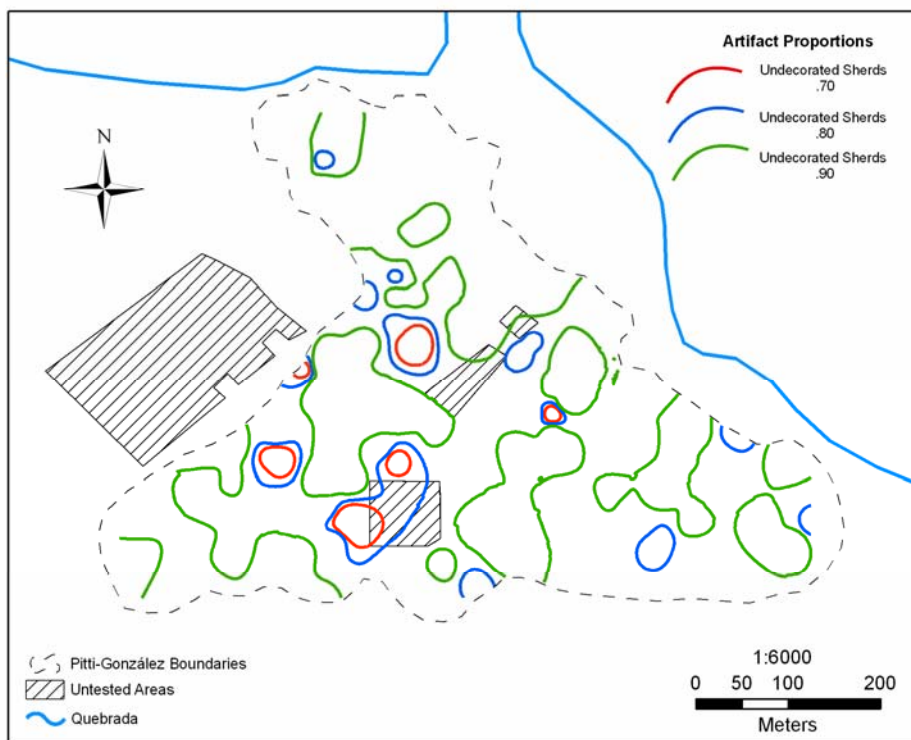 Artifact Proportions
Undecorated Sherds
.70
Undecorated Sherds
.80
Undecorated Sherds
.90
N
Pitti-González Boundaries
Untested Areas
Quebrada
1:6000
0 50 100 200
Meters